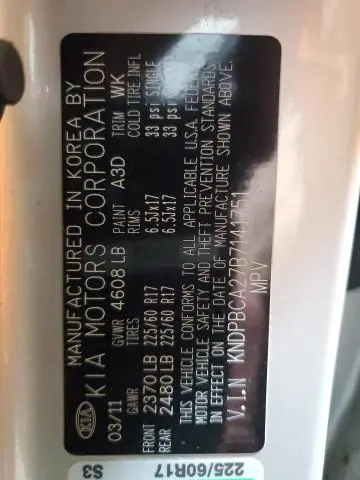 KIA
MANUFACTURED IN KOREA BY
KIA MOTORS CORPORATION
03/11 GVWR 4608 LB PAINT A3D TRIM WK
GAWR TIRES RIMS COLD TIRE INFL
FRONT 2370 LB 225/60 R17 6.5Jx17 33 psi SINGLE
REAR 2480 LB 225/60 R17 6.5Jx17 33 psi SINGLE
THIS VEHICLE CONFORMS TO ALL APPLICABLE U.S.A. FEDERAL
MOTOR VEHICLE SAFETY AND THEFT PREVENTION STANDARDS
IN EFFECT ON THE DATE OF MANUFACTURE SHOWN ABOVE.
V.I.N KNDPBCA27B7141751
MPV
225/60R17
S3